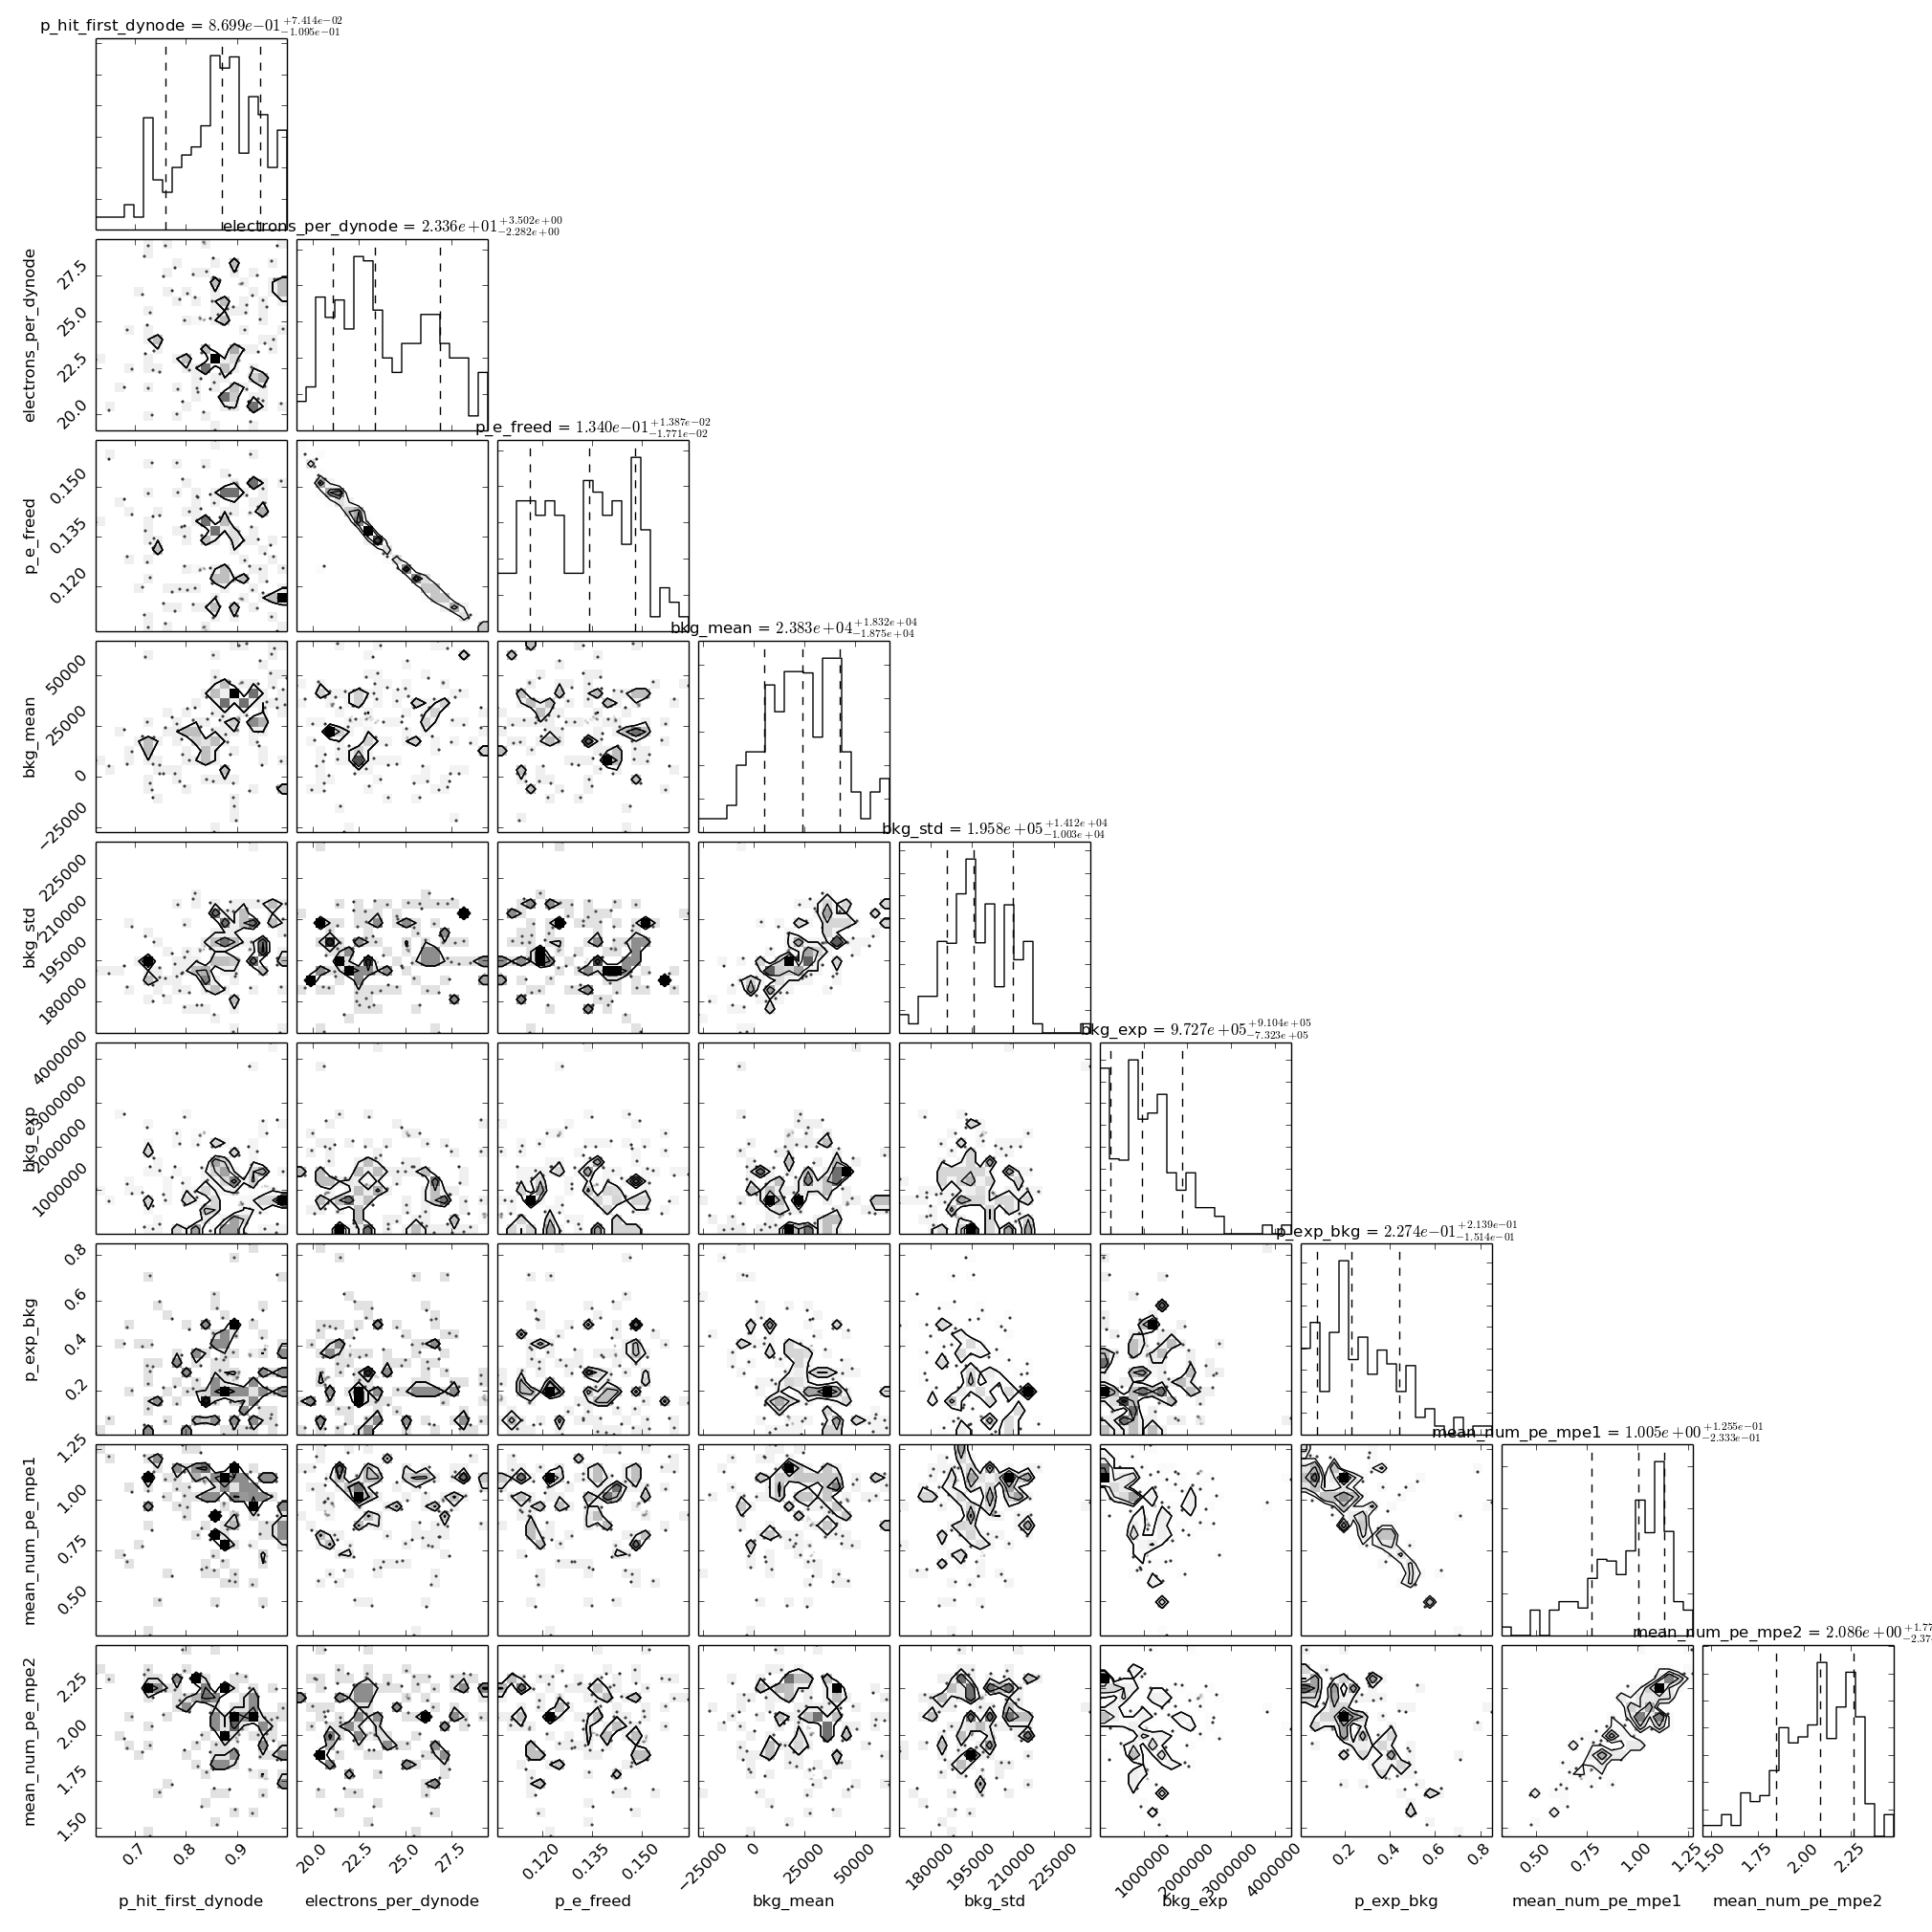 p_hit_first_dynode = 8.699e−01 +7.414e−02 −1.095e−01
electrons_per_dynode = 2.336e+01 +3.502e+00 −2.282e+00
electrons_per_dynode
27.5
25.0
22.5
20.0
p_e_freed = 1.340e−01 +1.387e−02 −1.771e−02
p_e_freed
0.150
0.135
0.120
bkg_mean = 2.383e+04 +1.832e+04 −1.875e+04
bkg_mean
50000
25000
0
−25000
bkg_std = 1.958e+05 +1.412e+04 −1.003e+04
bkg_std
225000
210000
195000
180000
bkg_exp = 9.727e+05 +9.104e+05 −7.323e+05
bkg_exp
4000000
3000000
2000000
1000000
p_exp_bkg = 2.274e−01 +2.139e−01 −1.514e−01
p_exp_bkg
0.8
0.6
0.4
0.2
mean_num_pe_mpe1 = 1.005e+00 +1.255e−01 −2.333e−01
mean_num_pe_mpe1
1.25
1.00
0.75
0.50
mean_num_pe_mpe2 = 2.086e+00 +1.77 −2.37
mean_num_pe_mpe2
2.25
2.00
1.75
1.50
0.7 0.8 0.9
20.0 22.5 25.0 27.5
0.120 0.135 0.150
−25000 0 25000 50000
180000 195000 210000 225000
1000000 2000000 3000000 4000000
0.2 0.4 0.6 0.8
0.50 0.75 1.00 1.25
1.50 1.75 2.00 2.25
p_hit_first_dynode electrons_per_dynode p_e_freed bkg_mean bkg_std bkg_exp p_exp_bkg mean_num_pe_mpe1 mean_num_pe_mpe2